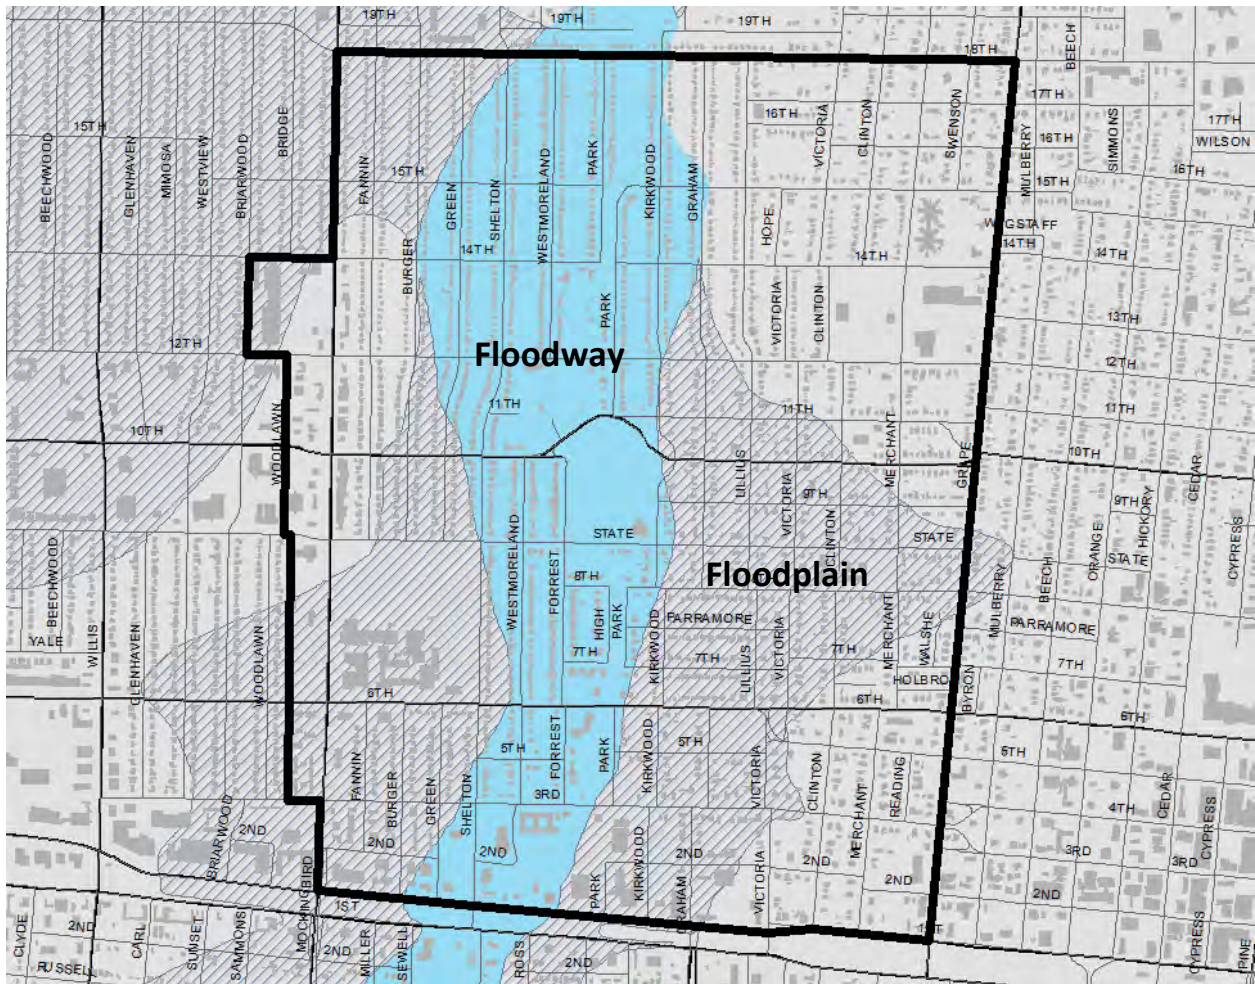 19TH
19TH
19TH
18TH
BEECH
17TH
BRIDGE
16TH
VICTORIA
CLINTON
SWENSON
MULBERRY
16TH
SIMMONS
17TH
WILSON
15TH
BEECHWOOD
GLENHAVEN
MIMOSA
WESTVIEW
BRIARWOOD
FANNIN
15TH
GREEN
SHELTON
WESTMORELAND
PARK
KIRKWOOD
GRAHAM
15TH
16TH
HOPE
WAGSTAFF
14TH
BURGER
14TH
14TH
14TH
PARK
VICTORIA
CLINTON
13TH
12TH
Floodway
12TH
11TH
11TH
11TH
10TH
WOODLAWN
MERCHANT
GRAPE
10TH
LILLIUS
VICTORIA
9TH
CLINTON
CEDAR
9TH
HICKORY
ORANGE
CYPRESS
WESTMORELAND
STATE
STATE
STATE
BEECHWOOD
FORREST
8TH
Floodplain
BEECH
MULBERRY
HIGH
PARK
KIRKWOOD
PARRAMORE
MERCHANT
WALSHE
PARRAMORE
YALE
WILLIS
GLENHAVEN
WOODLAWN
7TH
7TH
LILLIUS
VICTORIA
7TH
7TH
HOLBRO
BYRON
6TH
6TH
6TH
FANNIN
BURGER
GREEN
SHELTON
5TH
FORREST
PARK
KIRKWOOD
5TH
VICTORIA
CLINTON
MERCHANT
READING
5TH
3RD
4TH
CEDAR
CYPRESS
BRIARWOOD
2ND
2ND
2ND
KIRKWOOD
2ND
2ND
3RD
3RD
MOCKINGBIRD
PARK
GRAHAM
VICTORIA
2ND
2ND
1ST
1ST
CLYDE
2ND
CARL
SUNSET
SAMMONS
2ND
MILLER
SEWELL
ROSS
2ND
CYPRESS
PINE
RUSSELL